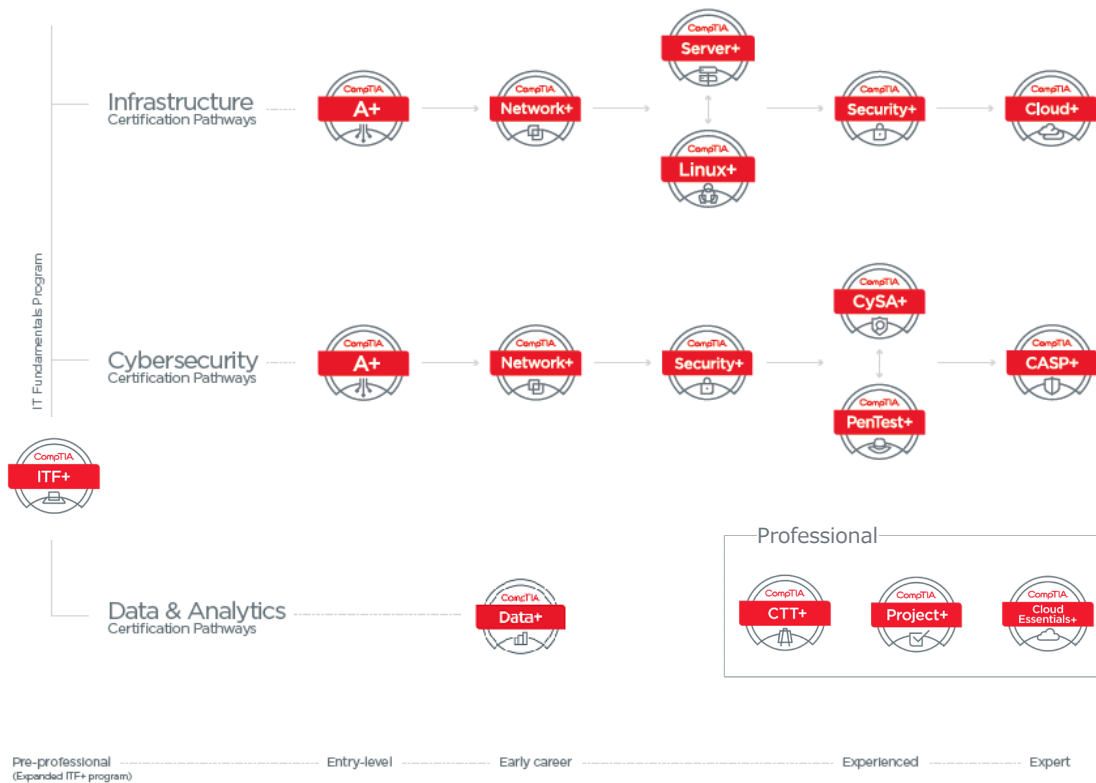 CompTIA
Server+
Infrastructure
Certification Pathways
CompTIA
A+
CompTIA
Network+
CompTIA
Security+
CompTIA
Cloud+
CompTIA
Linux+
IT Fundamentals Program
CompTIA
CySA+
Cybersecurity
Certification Pathways
CompTIA
A+
CompTIA
Network+
CompTIA
Security+
CompTIA
CASP+
CompTIA
PenTest+
CompTIA
ITF+
Professional
Data & Analytics
Certification Pathways
CompTIA
Data+
CompTIA
CTT+
CompTIA
Project+
CompTIA
Cloud
Essentials+
Pre-professional
(Expanded ITF+ program)
Entry-level
Early career
Experienced
Expert